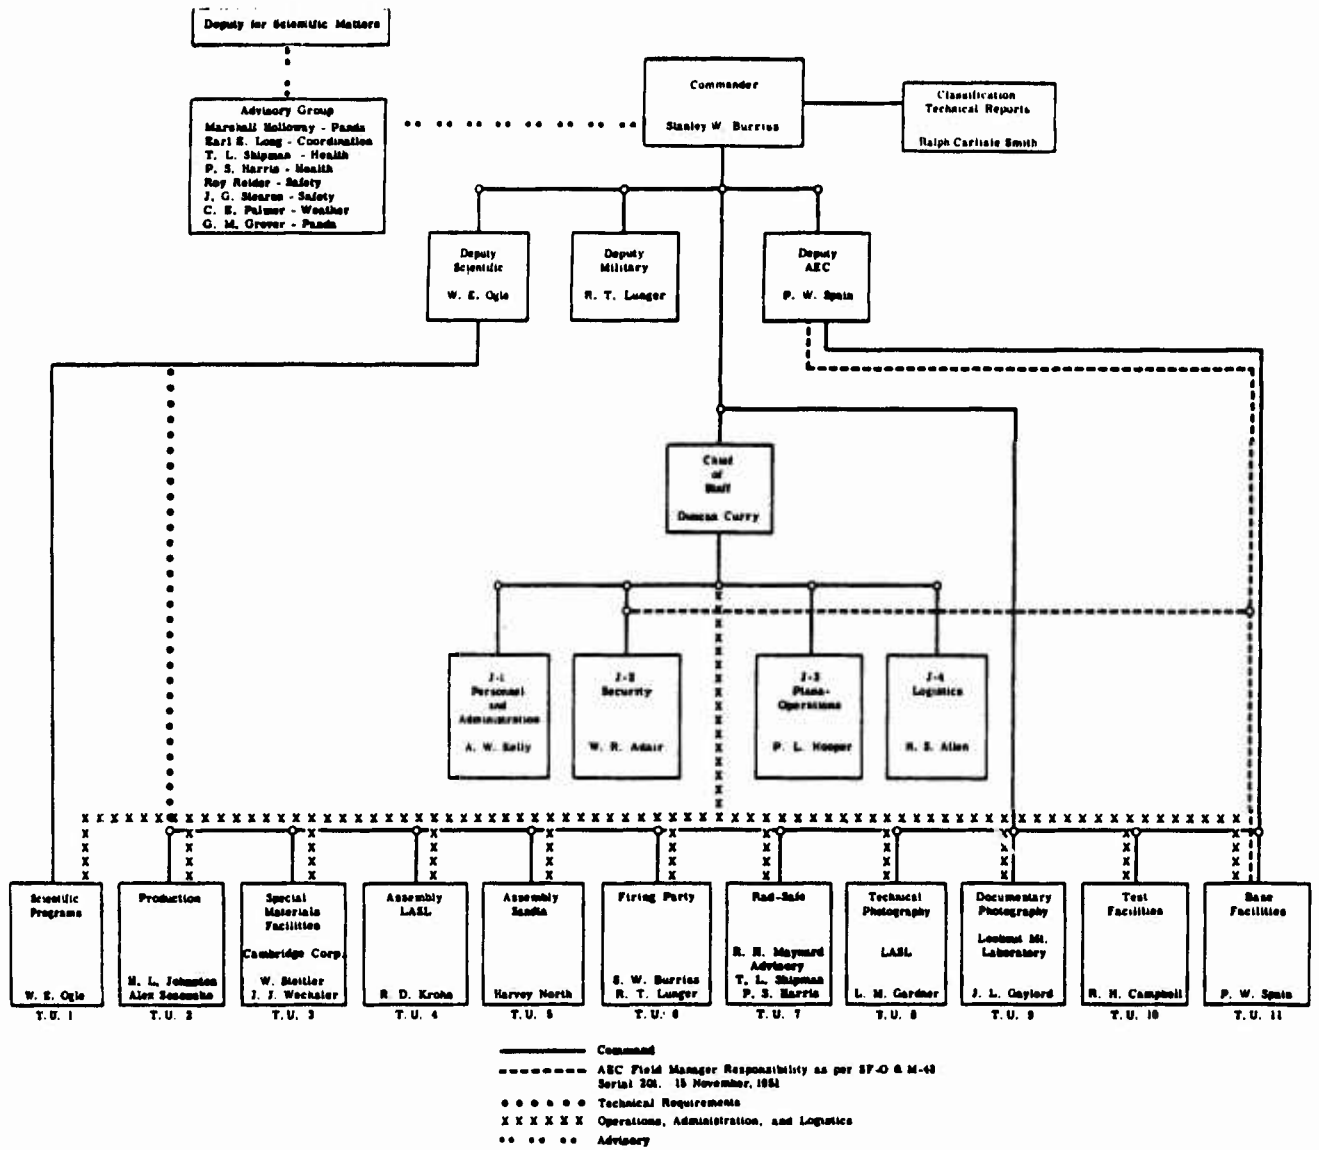 Deputy for Scientific Matters
Advisory Group
Marshall Holloway - Panda
Earl E. Long - Coordination
T. L. Shipman - Health
P. S. Harris - Health
Roy Reider - Safety
J. G. Stearns - Safety
C. E. Palmer - Weather
G. M. Grover - Panda
Commander
Stanley W. Burriss
Classification
Technical Reports
Ralph Carlisle Smith
Deputy
Scientific
W. E. Ogle
Deputy
Military
R. T. Lunger
Deputy
AEC
P. W. Spain
Chief
of
Staff
Duncan Curry
J-1
Personnel
and
Administration
A. W. Kelly
J-2
Security
W. R. Adair
J-3
Plans-
Operations
P. L. Hooper
J-4
Logistics
R. S. Allen
Scientific
Programs
W. E. Ogle
T. U. 1
Production
H. L. Johnston
Alex
T. U. 2
Special
Materials
Facilities
Cambridge Corp.
W. Stettler
J. J. Wechsler
T. U. 3
Assembly
LASL
R. D. Krohn
T. U. 4
Assembly
Sandia
Harvey North
T. U. 5
Firing Party
S. W. Burriss
R. T. Lunger
T. U. 6
Rad-Safe
R. H. Maynard
Advisory
T. L. Shipman
P. S. Harris
T. U. 7
Technical
Photography
LASL
L. M. Gardner
T. U. 8
Documentary
Photography
Lookout Mt.
Laboratory
J. L. Gaylord
T. U. 9
Test
Facilities
R. H. Campbell
T. U. 10
Base
Facilities
P. W. Spain
T. U. 11
Command
AEC Field Manager Responsibility as per SF-O & M-43
Serial 201. 15 November, 1951
Technical Requirements
X X X X X X Operations, Administration, and Logistics
Advisory